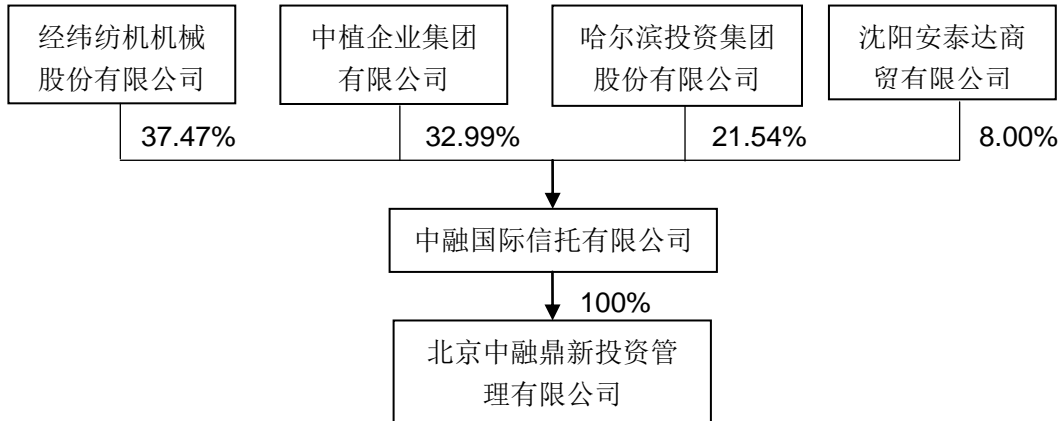 经纬纺机机械
股份有限公司
中植企业集团
有限公司
哈尔滨投资集团
股份有限公司
沈阳安泰达商
贸有限公司
37.47%
32.99%
21.54%
8.00%
中融国际信托有限公司
100%
北京中融鼎新投资管
理有限公司